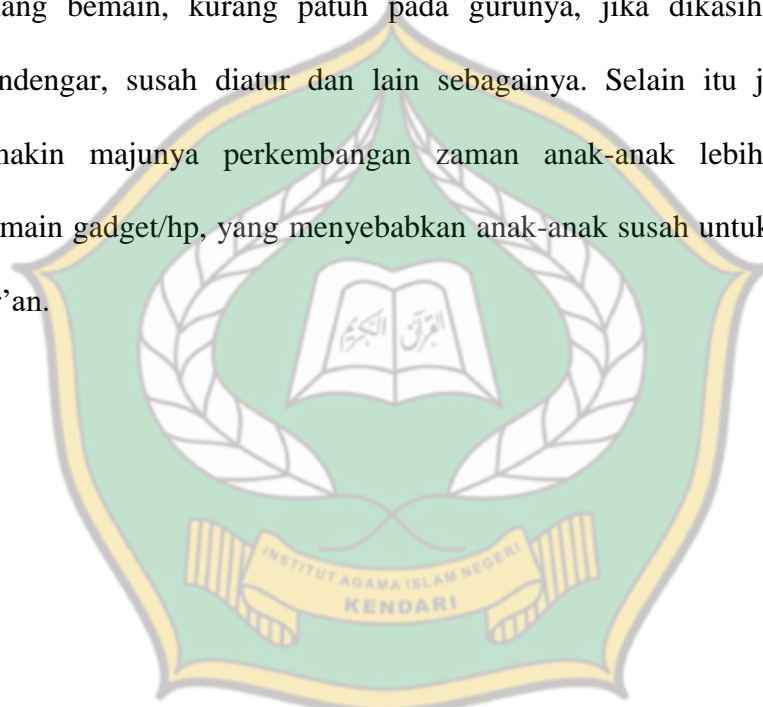 ang bemain, kurang patuh pada gurunya, jika dikasih
ndengar, susah diatur dan lain sebagainya. Selain itu j
nakin majunya perkembangan zaman anak-anak lebih
main gadget/hp, yang menyebabkan anak-anak susah untuk
'an.
القرآن الكريم
INSTITUT AGAMA ISLAM NEGERI
KENDARI